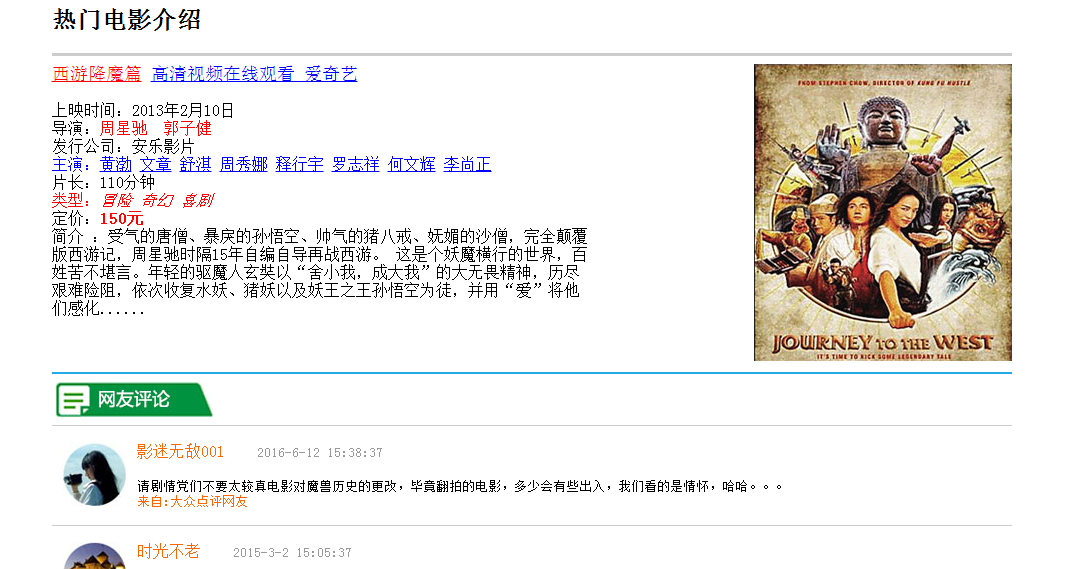 热门电影介绍
西游降魔篇 高清视频在线观看_爱奇艺
上映时间：2013年2月10日
导演：周星驰 郭子健
发行公司：安乐影片
主演：黄渤 文章 舒淇 周秀娜 释行宇 罗志祥 何文辉 李尚正
片长：110分钟
类型：冒险 奇幻 喜剧
定价：150元
简介 ：受气的唐僧、暴戾的孙悟空、帅气的猪八戒、妩媚的沙僧，完全颠覆
版西游记，周星驰时隔15年自编自导再战西游。 这是个妖魔横行的世界，百
姓苦不堪言。年轻的驱魔人玄奘以“舍小我，成大我”的大无畏精神，历尽
艰难险阻，依次收复水妖、猪妖以及妖王之王孙悟空为徒，并用“爱”将他
们感化......
FROM STEPHEN CHOW, DIRECTOR OF KUNG FU HUSTLE
JOURNEY TO THE WEST
IT'S TIME TO KICK SOME LEGENDARY TALE
网友评论
影迷无敌001 2016-6-12 15:38:37
请剧情党们不要太较真电影对魔兽历史的更改，毕竟翻拍的电影，多少会有些出入，我们看的是情怀，哈哈。。。
来自:大众点评网友
时光不老 2015-3-2 15:05:37